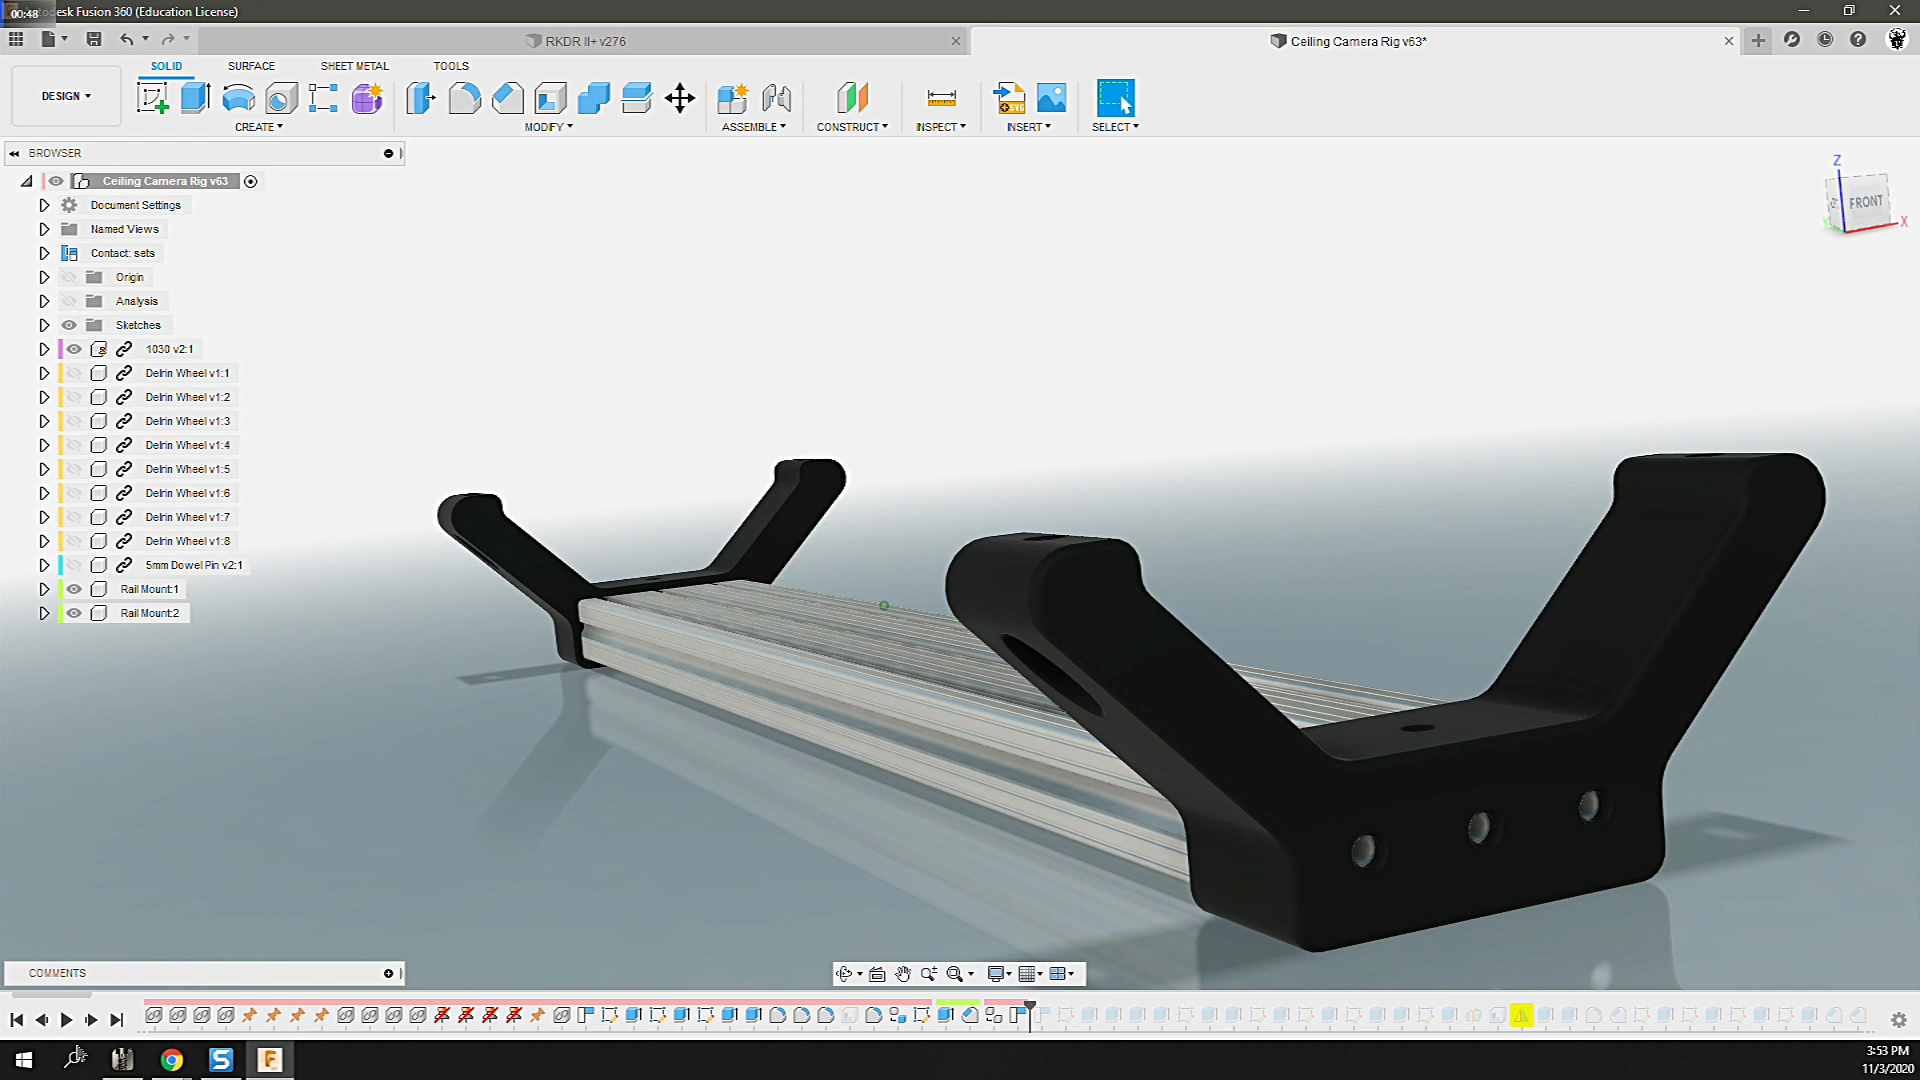 00:48
desk Fusion 360 (Education License)
RKDR II+ v276
Ceiling Camera Rig v63*
DESIGN
SOLID
SURFACE
SHEET METAL
TOOLS
CREATE
MODIFY
ASSEMBLE
CONSTRUCT
INSPECT
INSERT
SELECT
BROWSER
Ceiling Camera Rig v63
Document Settings
Named Views
Contact: sets
Origin
Analysis
Sketches
1030 v2:1
Delrin Wheel v1:1
Delrin Wheel v1:2
Delrin Wheel v1:3
Delrin Wheel v1:4
Delrin Wheel v1:5
Delrin Wheel v1:6
Delrin Wheel v1:7
Delrin Wheel v1:8
5mm Dowel Pin v2:1
Rail Mount:1
Rail Mount:2
Z
FRONT
X
COMMENTS
3:53 PM
11/3/2020